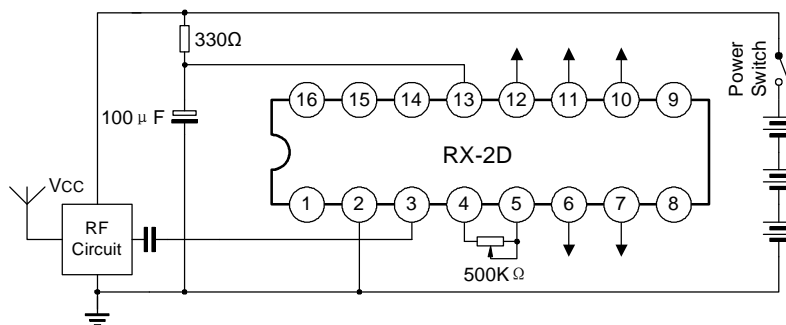 330Ω
100 μ F
Power
Switch
16 15 14 13 12 11 10 9
RX-2D
VCC
1 2 3 4 5 6 7 8
RF
Circuit
500K Ω